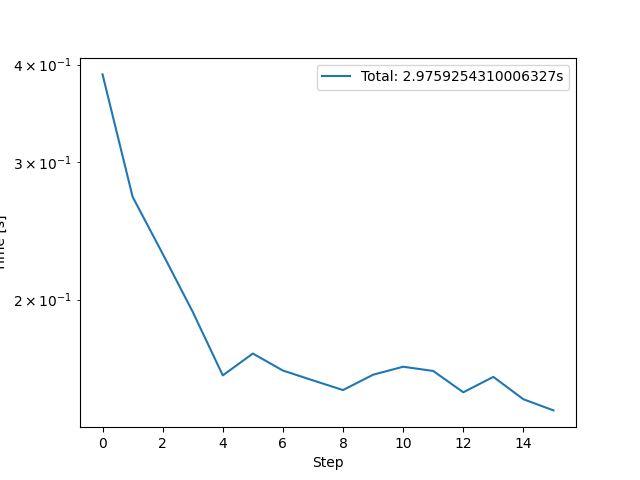 4 × 10⁻¹
Total: 2.9759254310006327s
3 × 10⁻¹
2 × 10⁻¹
Time [s]
0 2 4 6 8 10 12 14
Step